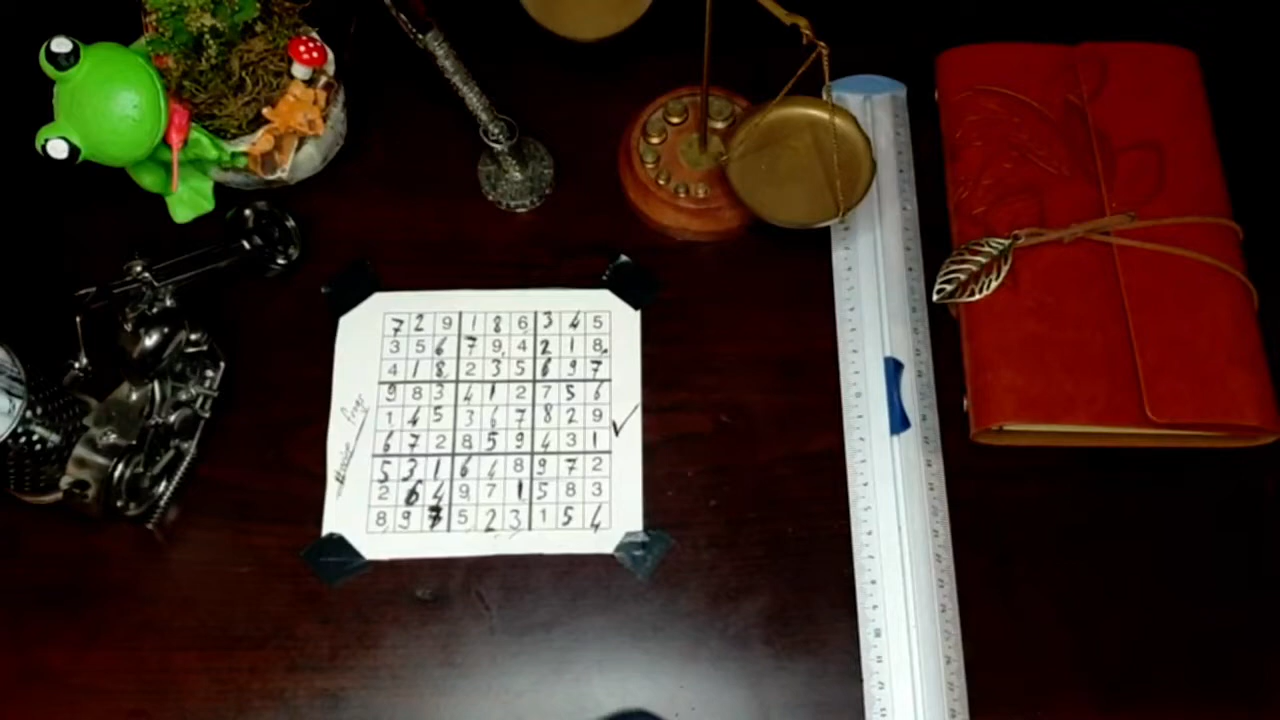 7 2 9 1 8 6 3 4 5
3 5 6 7 9 4 2 1 8
4 1 8 2 3 5 6 9 7
9 8 3 4 1 2 7 5 6
1 4 5 3 6 7 8 2 9
6 7 2 8 5 9 4 3 1
5 3 1 6 4 8 9 7 2
2 6 4 9 7 1 5 8 3
8 9 7 5 2 3 1 5 4